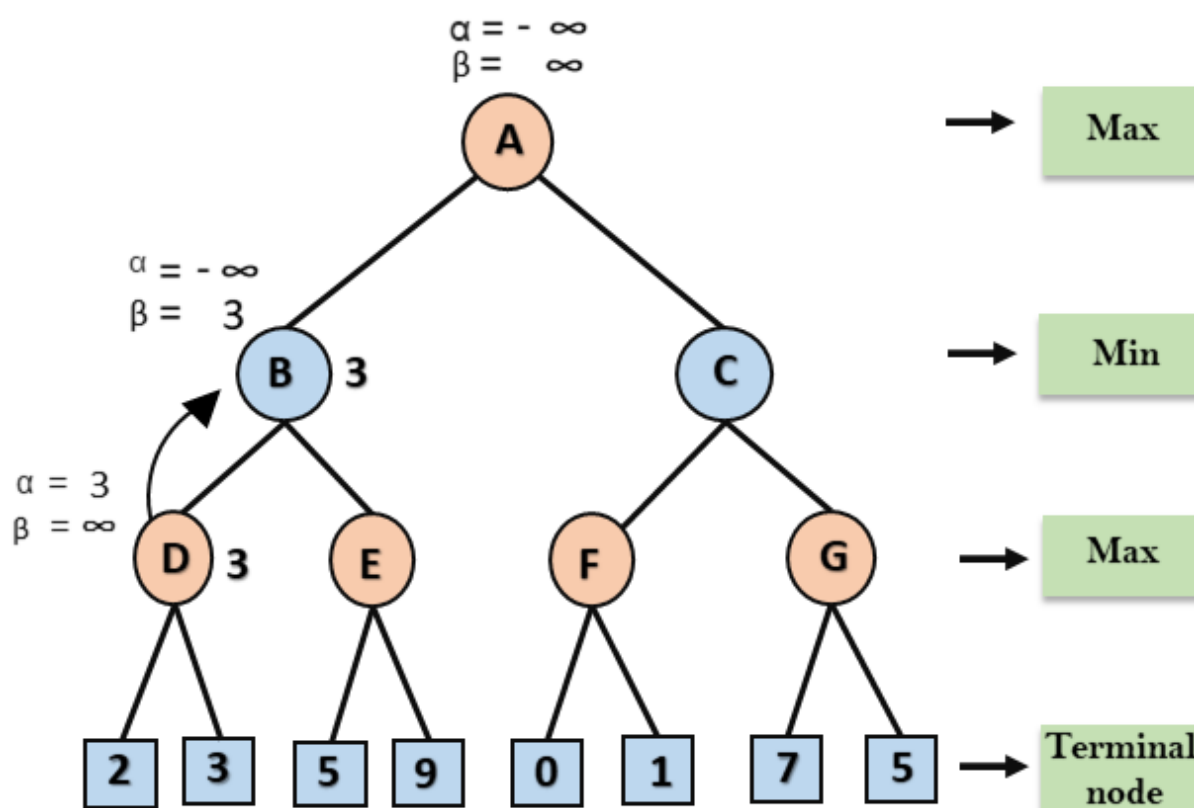 α = - ∞
β = ∞
A
Max
α = - ∞
β = 3
B 3
C
Min
α = 3
β = ∞
D 3
E
F
G
Max
2 3 5 9 0 1 7 5
Terminal
node